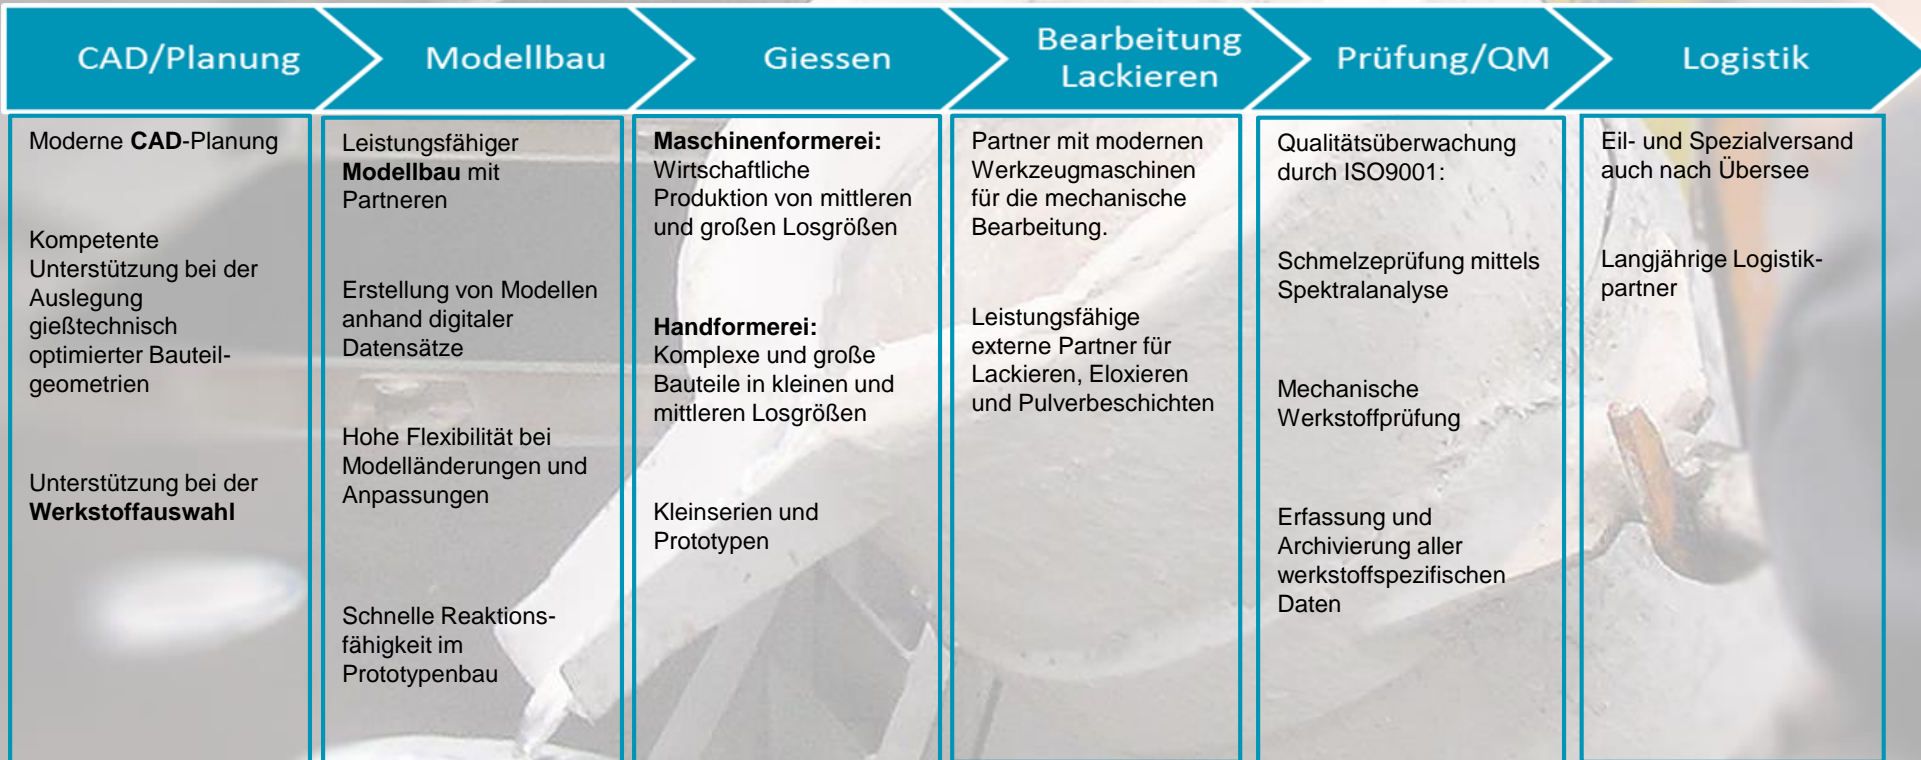 CAD/Planung
Modellbau
Giessen
Bearbeitung
Lackieren
Prüfung/QM
Logistik
Moderne CAD-Planung
Kompetente
Unterstützung bei der
Auslegung
gießtechnisch
optimierter Bauteil-
geometrien
Unterstützung bei der
Werkstoffauswahl
Leistungsfähiger
Modellbau mit
Partneren
Erstellung von Modellen
anhand digitaler
Datensätze
Hohe Flexibilität bei
Modelländerungen und
Anpassungen
Schnelle Reaktions-
fähigkeit im
Prototypenbau
Maschinenformerei:
Wirtschaftliche
Produktion von mittleren
und großen Losgrößen
Handformerei:
Komplexe und große
Bauteile in kleinen und
mittleren Losgrößen
Kleinserien und
Prototypen
Partner mit modernen
Werkzeugmaschinen
für die mechanische
Bearbeitung.
Leistungsfähige
externe Partner für
Lackieren, Eloxieren
und Pulverbeschichten
Qualitätsüberwachung
durch ISO9001:
Schmelzeprüfung mittels
Spektralanalyse
Mechanische
Werkstoffprüfung
Erfassung und
Archivierung aller
werkstoffspezifischen
Daten
Eil- und Spezialversand
auch nach Übersee
Langjährige Logistik-
partner